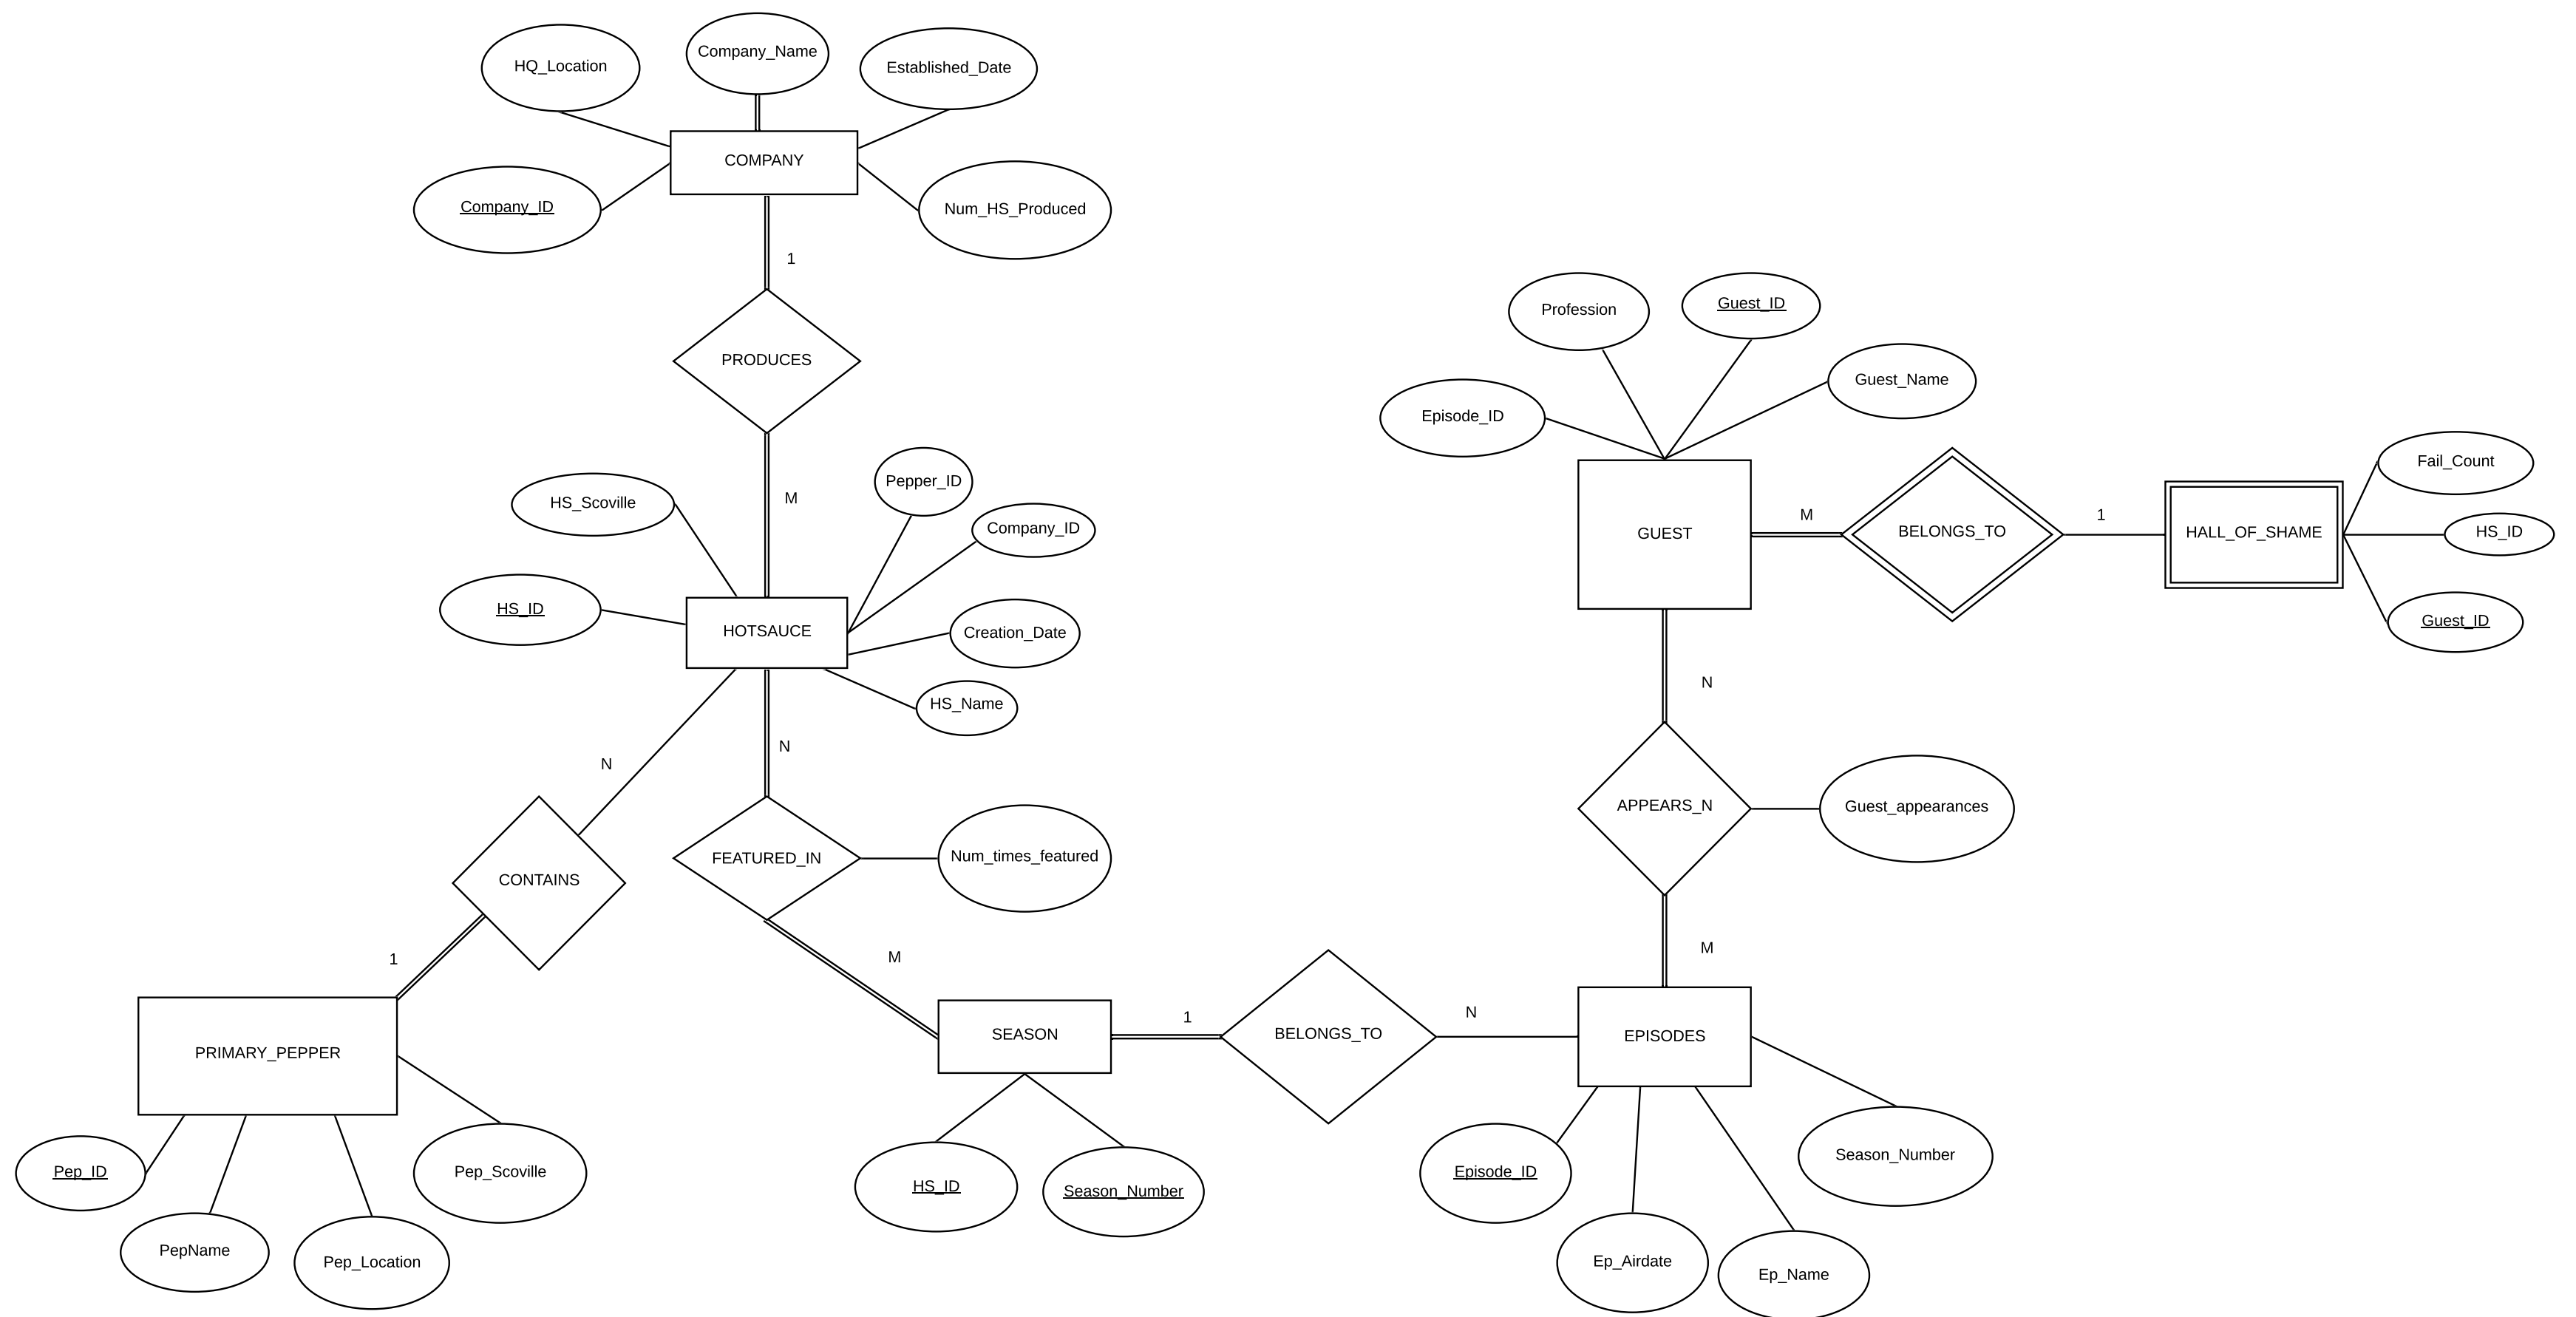 Company_Name
HQ_Location
Established_Date
COMPANY
Company_ID
Num_HS_Produced
1
PRODUCES
M
HS_Scoville
Pepper_ID
Company_ID
HS_ID
HOTSAUCE
Creation_Date
HS_Name
N
N
CONTAINS
FEATURED_IN
Num_times_featured
1
M
PRIMARY_PEPPER
Pep_ID
PepName
Pep_Location
Pep_Scoville
SEASON
HS_ID
Season_Number
1
BELONGS_TO
N
EPISODES
Episode_ID
Ep_Airdate
Ep_Name
Season_Number
M
APPEARS_N
Guest_appearances
N
GUEST
Episode_ID
Profession
Guest_ID
Guest_Name
M
BELONGS_TO
1
HALL_OF_SHAME
Fail_Count
HS_ID
Guest_ID